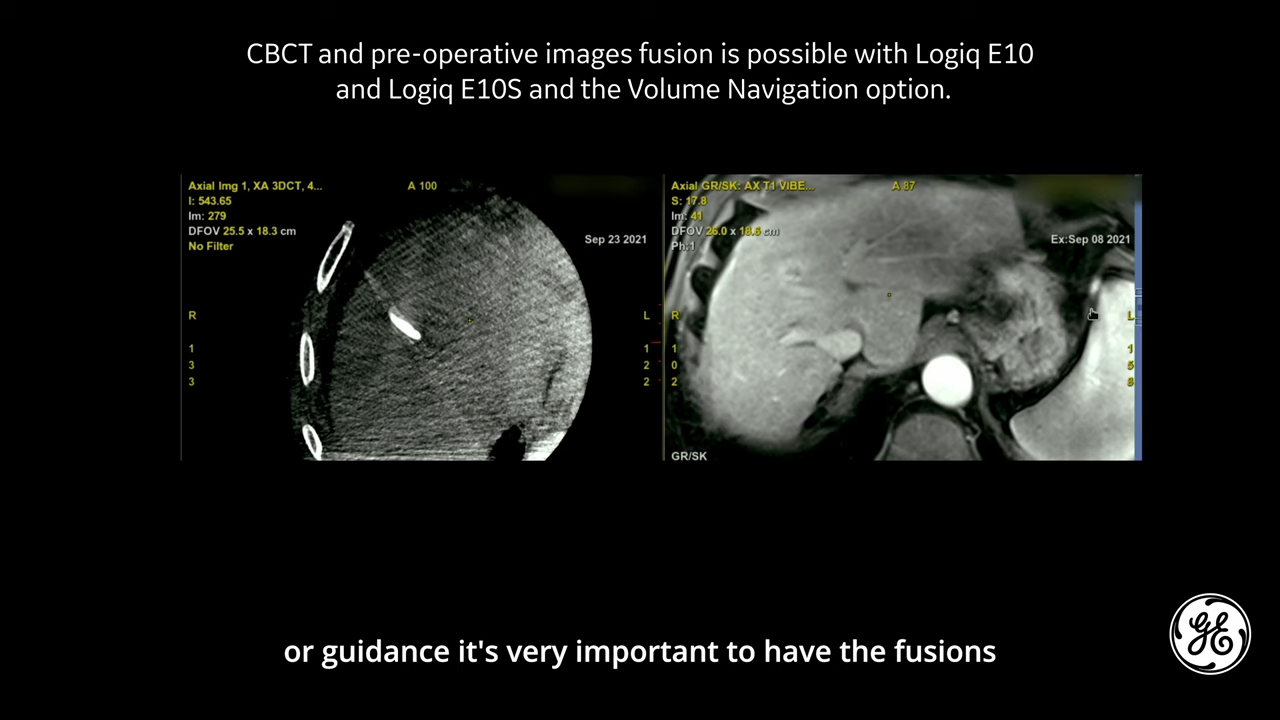 CBCT and pre-operative images fusion is possible with Logiq E10
and Logiq E10S and the Volume Navigation option.
Axial Img 1, XA 3DCT, 4...
A 100
I: 543.65
Im: 279
DFOV 25.5 x 18.3 cm
No Filter
Sep 23 2021
R
L
1
3
3
1
2
2
Axial GR/SK: AX T1 VIBE...
A 87
S: 17.8
Im: 41
DFOV 26.0 x 18.6 cm
Ph:1
Ex:Sep 08 2021
R
L
1
0
2
1
5
8
GR/SK
or guidance it's very important to have the fusions
GE